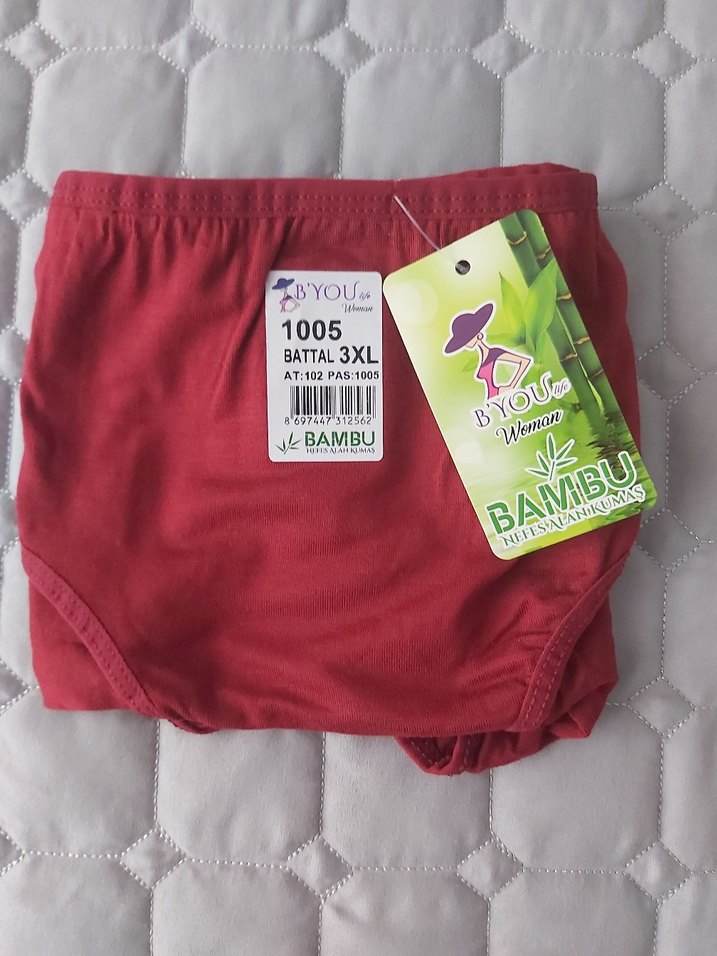 B'YOU life
Woman
1005
BATTAL 3XL
AT:102 PAS:1005
8 697447 312562
BAMBU
NEFES ALAN KUMAŞ
B'YOU life
Woman
BAMBU
NEFES ALAN KUMAŞ